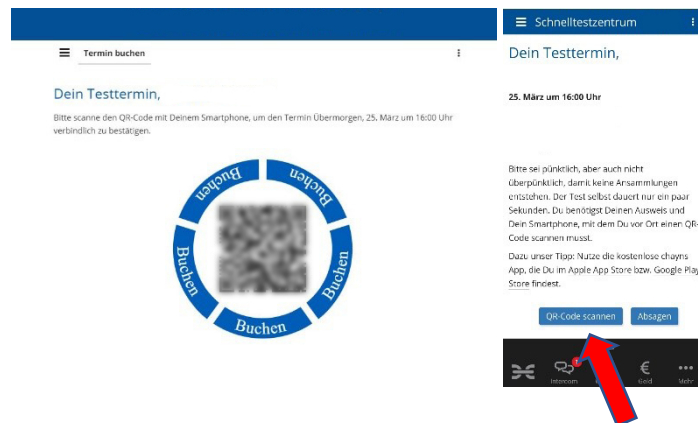 Termin buchen
Dein Testtermin,
Bitte scanne den QR-Code mit Deinem Smartphone, um den Termin Übermorgen, 25. März um 16:00 Uhr
verbindlich zu bestätigen.
Buchen
Buchen
Buchen
Buchen
Buchen
Schnelltestzentrum
Dein Testtermin,
25. März um 16:00 Uhr
Bitte sei pünktlich, aber auch nicht
überpünktlich, damit keine Ansammlungen
entstehen. Der Test selbst dauert nur ein paar
Sekunden. Du benötigst Deinen Ausweis und
Dein Smartphone, mit dem Du vor Ort einen QR-
Code scannen musst.
Dazu unser Tipp: Nutze die kostenlose chayns
App, die Du im Apple App Store bzw. Google Play
Store findest.
QR-Code scannen
Absagen
Intercom
Geld
Mehr